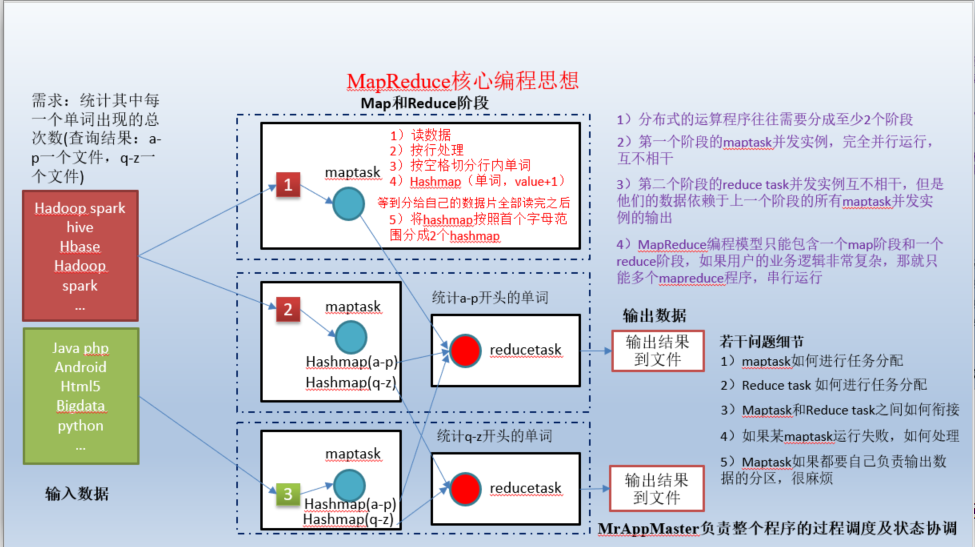 MapReduce核心编程思想
Map和Reduce阶段
需求：统计其中每
一个单词出现的总
次数(查询结果：a-
p一个文件，q-z一
个文件)
Hadoop spark
hive
Hbase
Hadoop
spark
...
Java php
Android
Html5
Bigdata
python
...
输入数据
1
maptask
1）读数据
2）按行处理
3）按空格切分行内单词
4）Hashmap（单词，value+1）
等到分给自己的数据片全部读完之后
5）将hashmap按照首个字母范
围分成2个hashmap
2
maptask
Hashmap(a-p)
Hashmap(q-z)
统计a-p开头的单词
reducetask
3
maptask
Hashmap(a-p)
Hashmap(q-z)
统计q-z开头的单词
reducetask
输出数据
输出结果
到文件
输出结果
到文件
1）分布式的运算程序往往需要分成至少2个阶段
2）第一个阶段的maptask并发实例，完全并行运行，
互不相干
3）第二个阶段的reduce task并发实例互不相干，但是
他们的数据依赖于上一个阶段的所有maptask并发实
例的输出
4）MapReduce编程模型只能包含一个map阶段和一个
reduce阶段，如果用户的业务逻辑非常复杂，那就只
能多个mapreduce程序，串行运行
若干问题细节
1）maptask如何进行任务分配
2）Reduce task 如何进行任务分配
3）Maptask和Reduce task之间如何衔接
4）如果某maptask运行失败，如何处理
5）Maptask如果都要自己负责输出数
据的分区，很麻烦
MrAppMaster负责整个程序的过程调度及状态协调